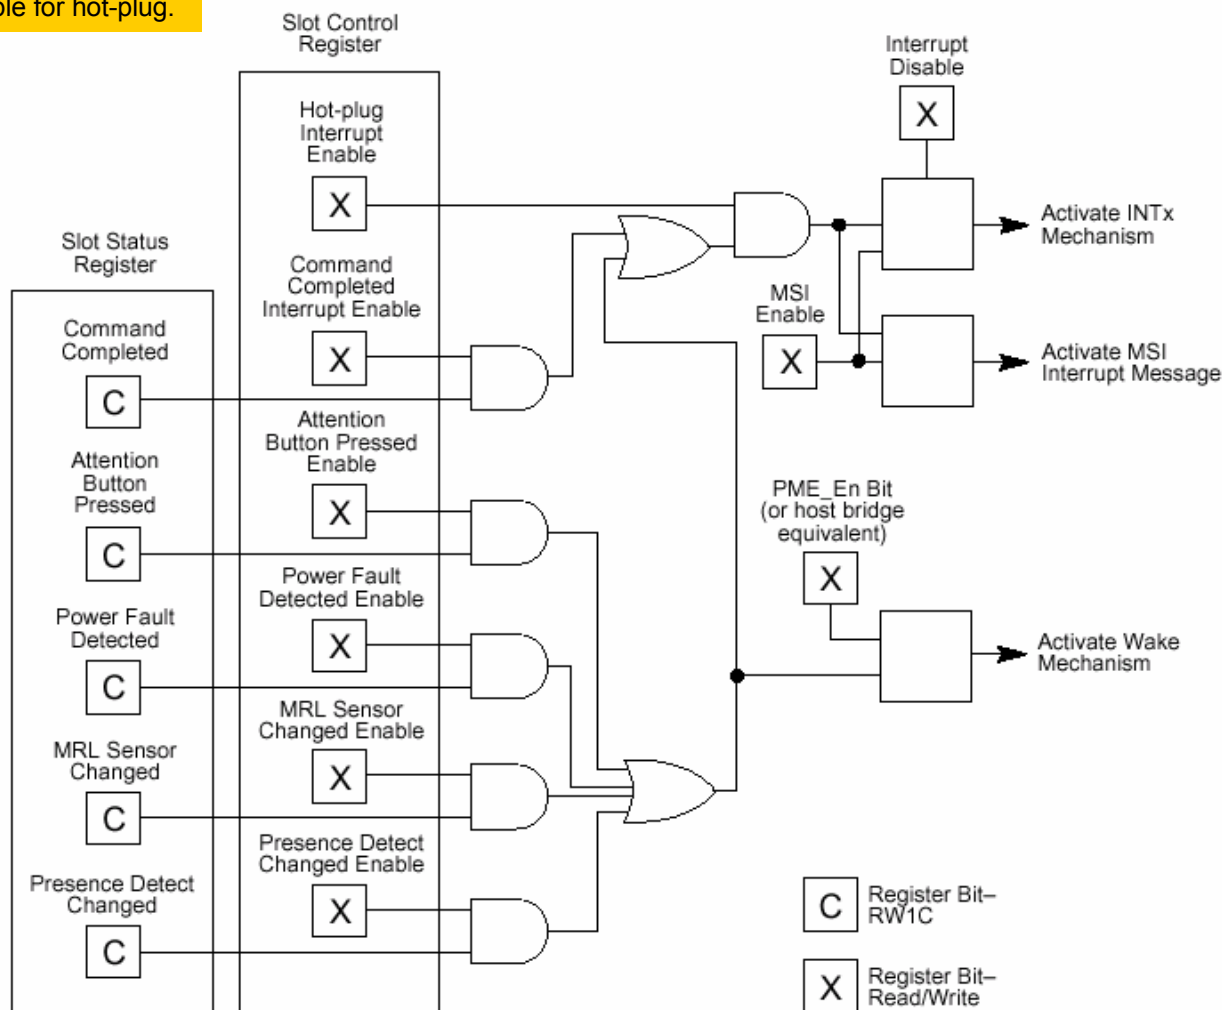 ble for hot-plug.
Slot Control
Register
Interrupt
Disable
X
Hot-plug
Interrupt
Enable
X
Activate INTx
Mechanism
Slot Status
Register
Command
Completed
Interrupt Enable
X
MSI
Enable
X
Activate MSI
Interrupt Message
Command
Completed
C
Attention
Button Pressed
Enable
X
Attention
Button
Pressed
C
PME_En Bit
(or host bridge
equivalent)
X
Power Fault
Detected Enable
X
Power Fault
Detected
C
Activate Wake
Mechanism
MRL Sensor
Changed Enable
X
MRL Sensor
Changed
C
Presence Detect
Changed Enable
X
Presence Detect
Changed
C
C
Register Bit–
RW1C
X
Register Bit–
Read/Write